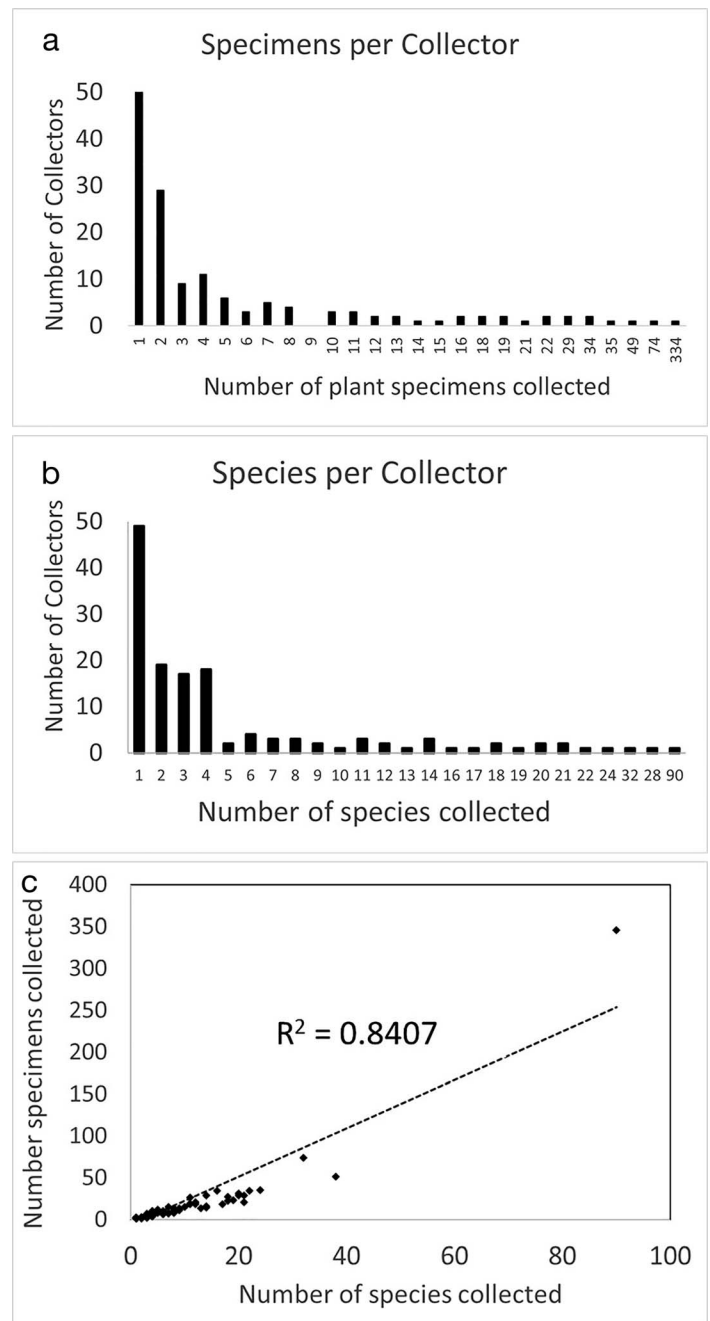 a
Specimens per Collector
Number of Collectors
50
40
30
20
10
0
1 2 3 4 5 6 7 8 9 10 11 12 13 14 15 16 18 19 21 22 29 34 35 49 74 334
Number of plant specimens collected
b
Species per Collector
Number of Collectors
50
40
30
20
10
0
1 2 3 4 5 6 7 8 9 10 11 12 13 14 16 17 18 19 20 21 22 24 32 28 90
Number of species collected
c
Number specimens collected
400
350
300
250
200
150
100
50
0
R² = 0.8407
0 20 40 60 80 100
Number of species collected